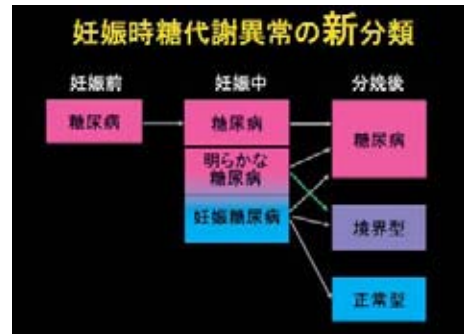 妊娠時糖代謝異常の新分類
妊娠前
妊娠中
分娩後
糖尿病
糖尿病
糖尿病
明らかな
糖尿病
妊娠糖尿病
境界型
正常型